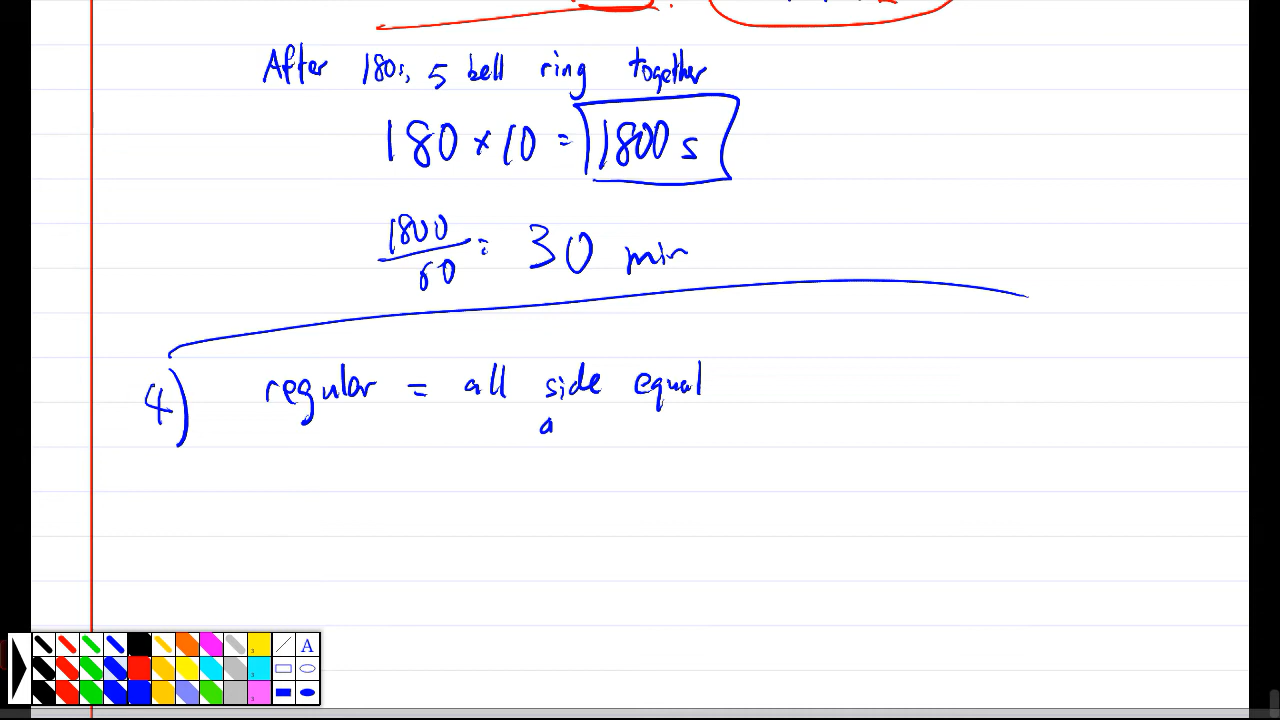 After 180s, 5 bell ring together
180 × 10 = 1800 s
1800/60 = 30 min
4) regular = all side equal
a
A